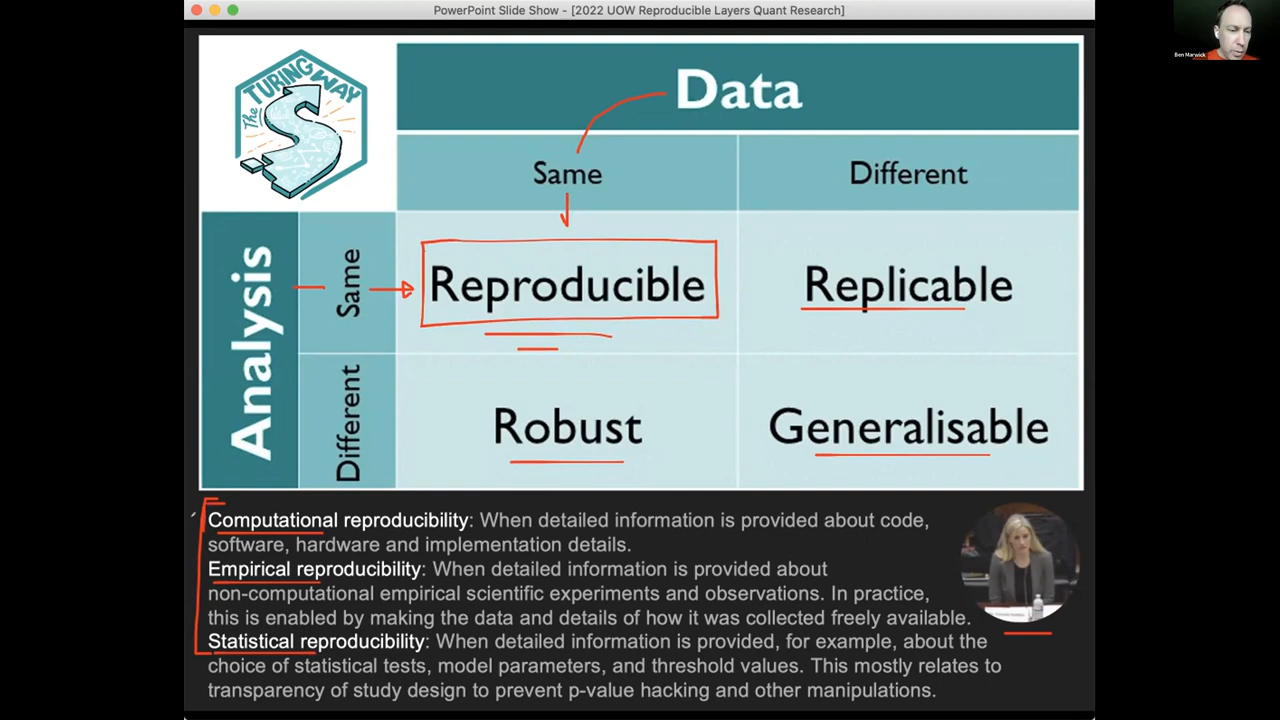 PowerPoint Slide Show - [2022 UOW Reproducible Layers Quant Research]
Ben Marwick
The
TURING
WAY
Data
Same
Different
Analysis
Same
Reproducible
Replicable
Different
Robust
Generalisable
Computational reproducibility: When detailed information is provided about code,
software, hardware and implementation details.
Empirical reproducibility: When detailed information is provided about
non-computational empirical scientific experiments and observations. In practice,
this is enabled by making the data and details of how it was collected freely available.
Statistical reproducibility: When detailed information is provided, for example, about the
choice of statistical tests, model parameters, and threshold values. This mostly relates to
transparency of study design to prevent p-value hacking and other manipulations.